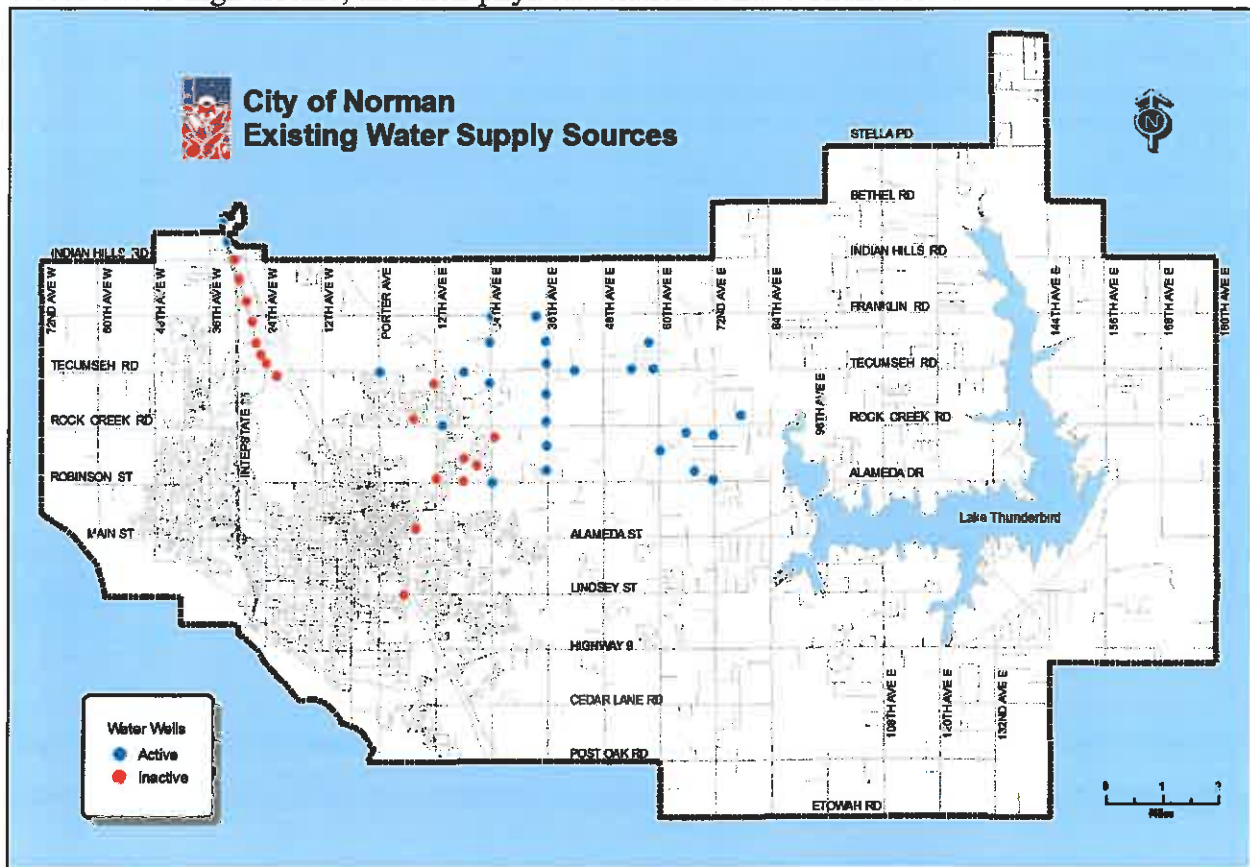 City of Norman
Existing Water Supply Sources
N
STELLA RD
BETHEL RD
INDIAN HILLS RD
INDIAN HILLS RD
72ND AVE W
60TH AVE W
48TH AVE W
36TH AVE W
24TH AVE W
12TH AVE W
PORTER AVE
12TH AVE E
24TH AVE E
36TH AVE E
48TH AVE E
60TH AVE E
72ND AVE E
84TH AVE E
FRANKLIN RD
144TH AVE E
156TH AVE E
168TH AVE E
180TH AVE E
TECUMSEH RD
TECUMSEH RD
ROCK CREEK RD
INTERSTATE 35
96TH AVE E
ROCK CREEK RD
ROBINSON ST
ALAMEDA DR
MAIN ST
ALAMEDA ST
Lake Thunderbird
LINDSEY ST
HIGHWAY 9
CEDAR LANE RD
108TH AVE E
120TH AVE E
132ND AVE E
POST OAK RD
ETOWAH RD
Water Wells
Active
Inactive
0 1 2
Miles